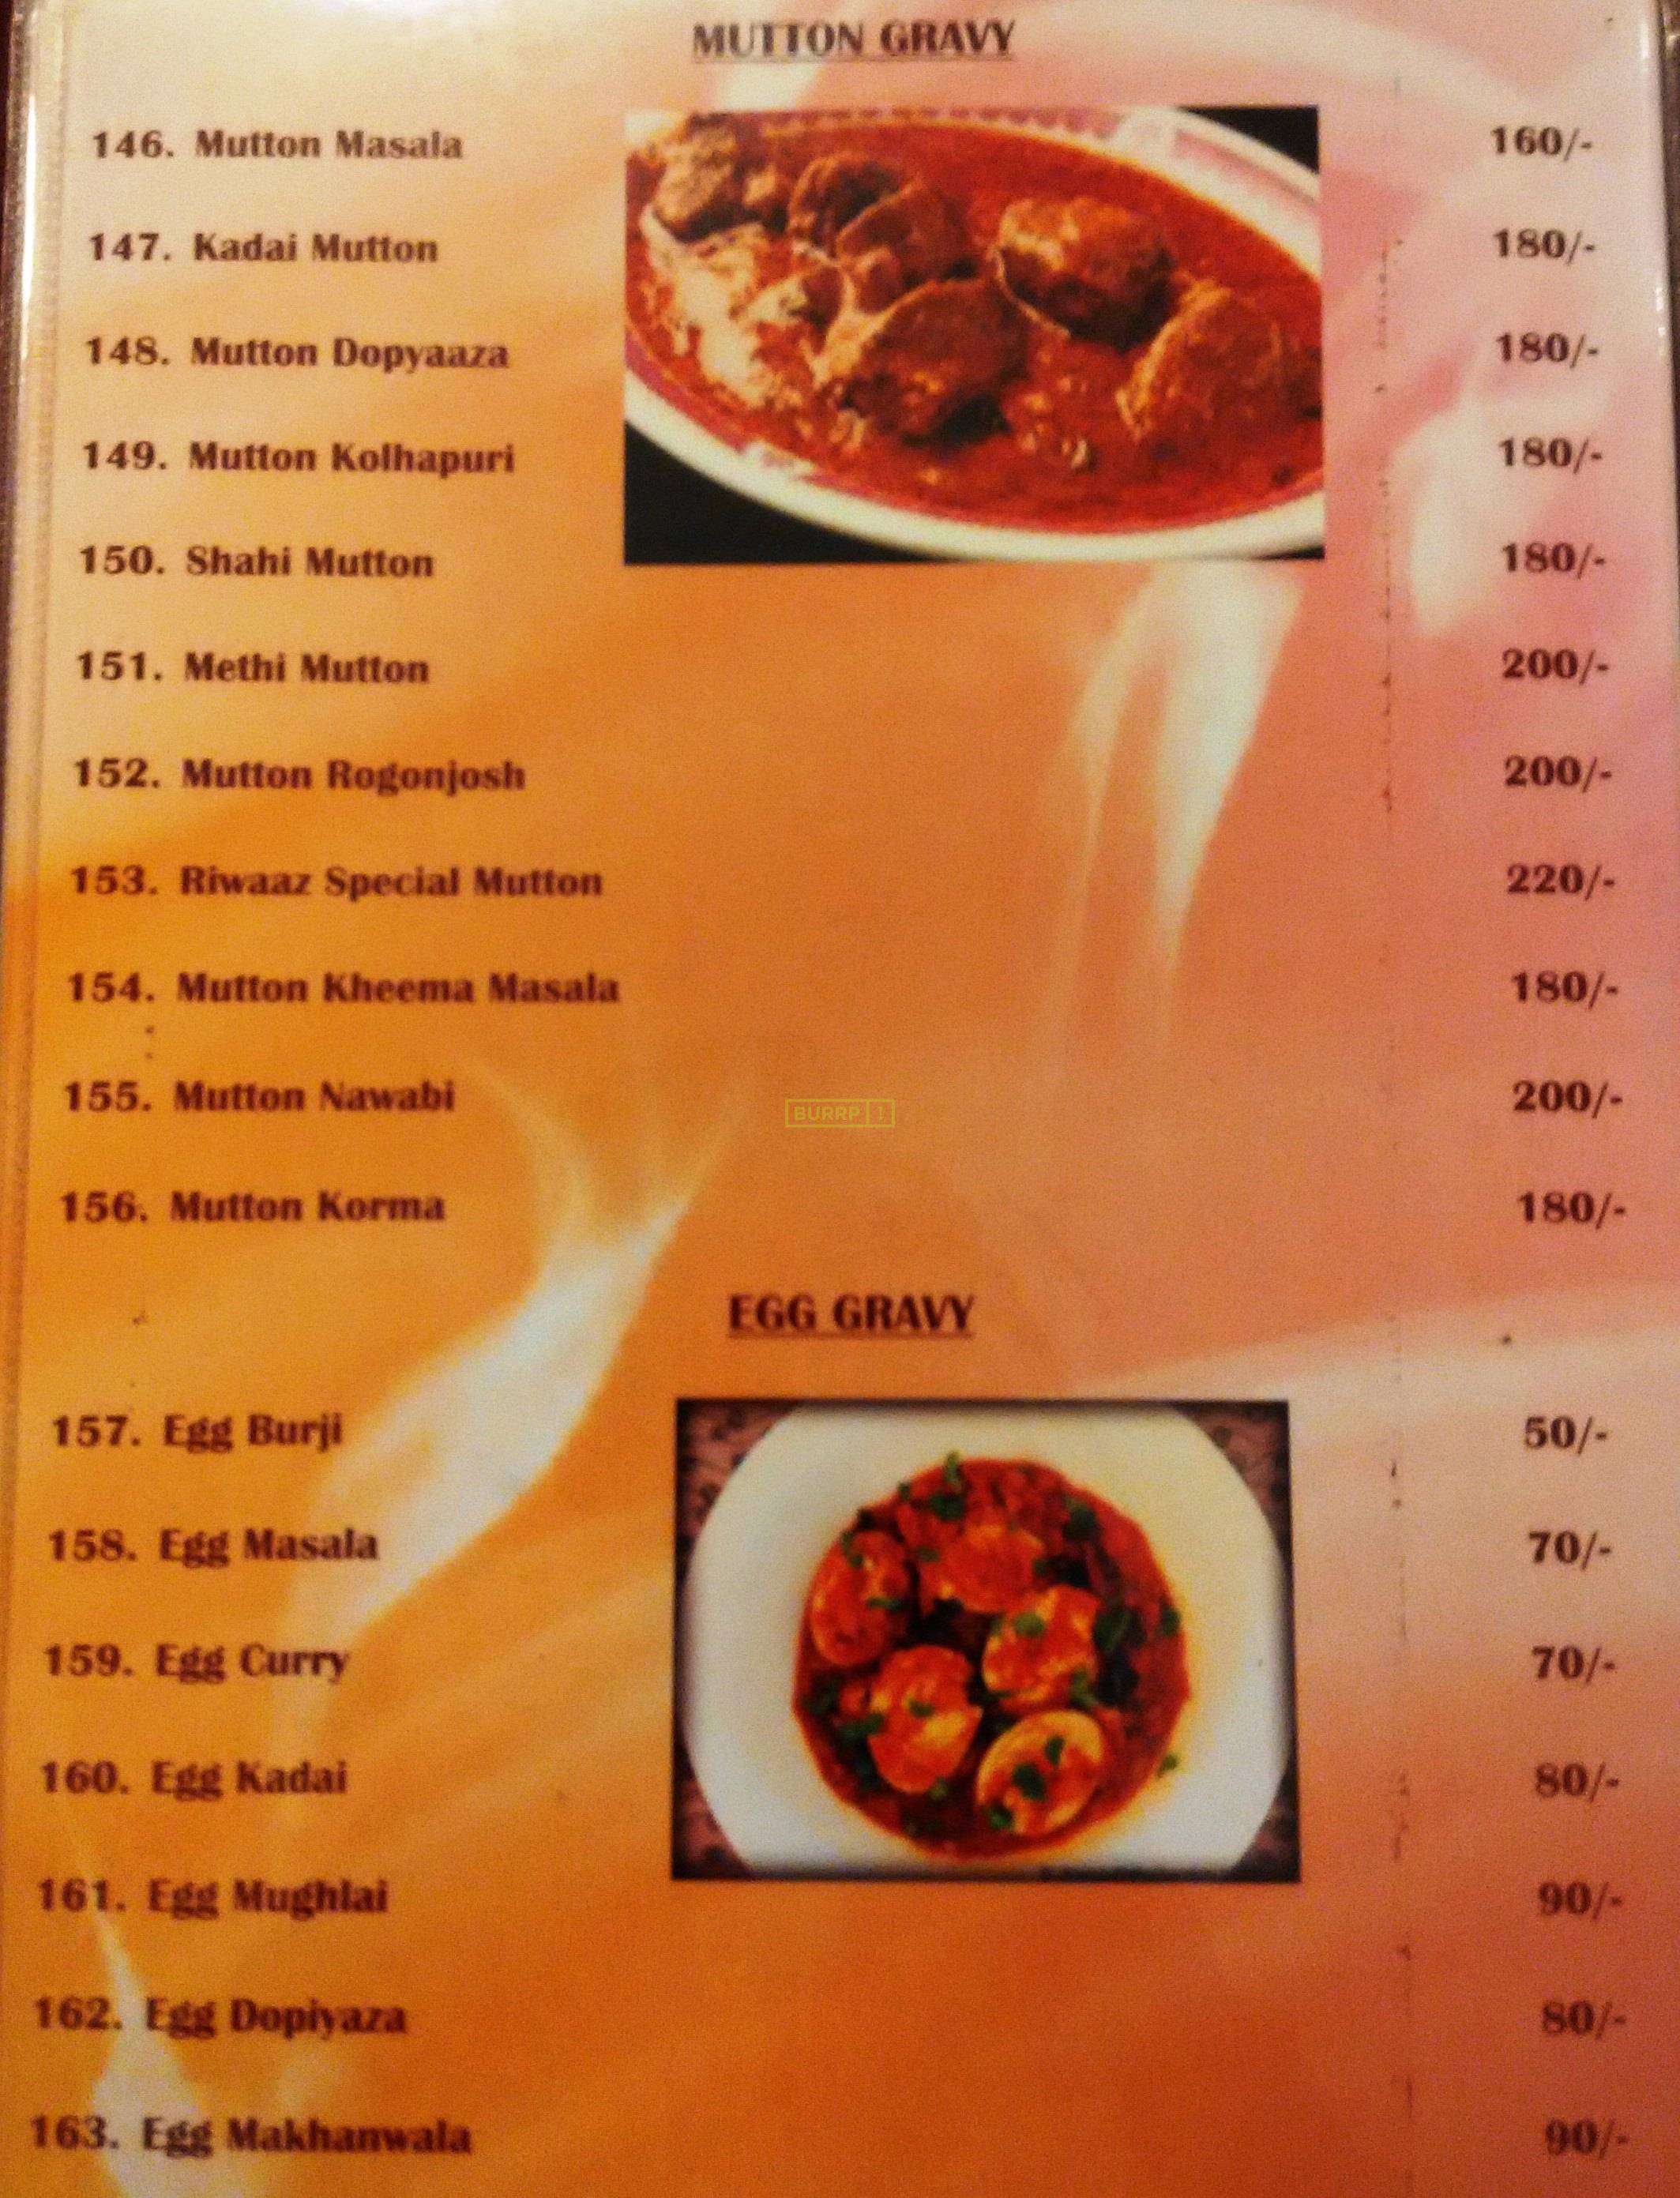 MUTTON GRAVY
146. Mutton Masala 160/-
147. Kadai Mutton 180/-
148. Mutton Dopyaaza 180/-
149. Mutton Kolhapuri 180/-
150. Shahi Mutton 180/-
151. Methi Mutton 200/-
152. Mutton Rogonjosh 200/-
153. Riwaaz Special Mutton 220/-
154. Mutton Kheema Masala 180/-
155. Mutton Nawabi 200/-
BURRP!
156. Mutton Korma 180/-
EGG GRAVY
157. Egg Burji 50/-
158. Egg Masala 70/-
159. Egg Curry 70/-
160. Egg Kadai 80/-
161. Egg Mughlai 90/-
162. Egg Dopiyaza 80/-
163. Egg Makhanwala 90/-